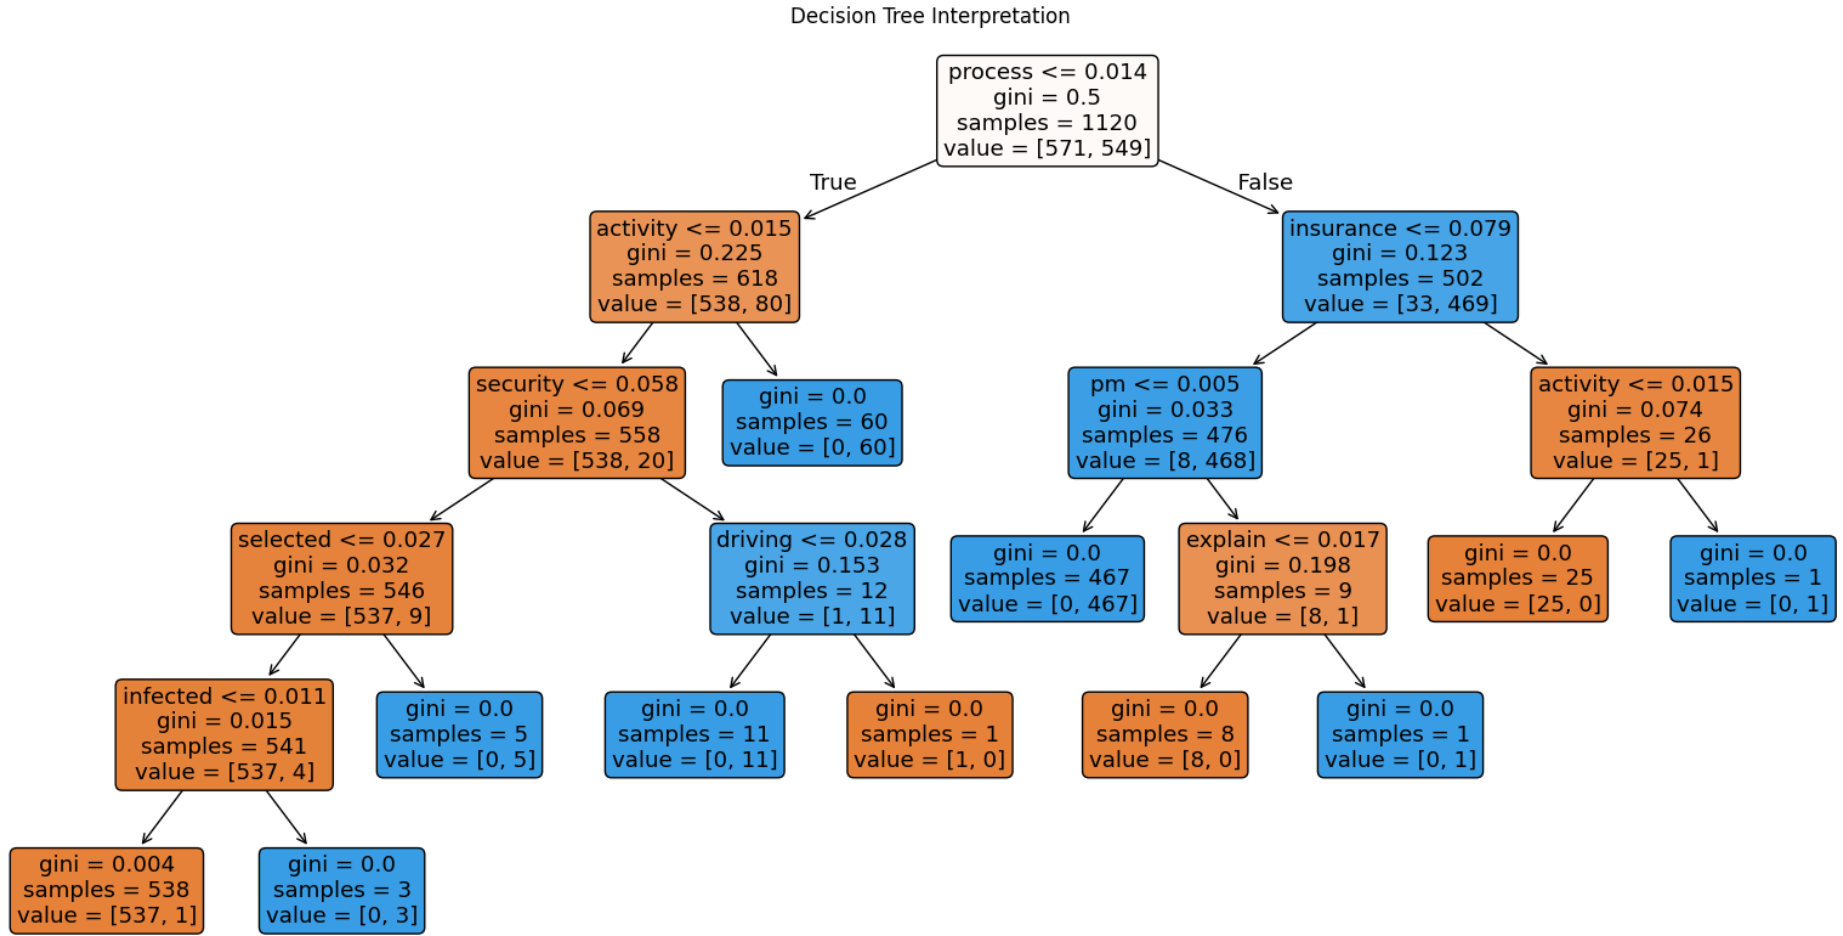 Decision Tree Interpretation
process <= 0.014
gini = 0.5
samples = 1120
value = [571, 549]
True
False
activity <= 0.015
gini = 0.225
samples = 618
value = [538, 80]
insurance <= 0.079
gini = 0.123
samples = 502
value = [33, 469]
security <= 0.058
gini = 0.069
samples = 558
value = [538, 20]
gini = 0.0
samples = 60
value = [0, 60]
pm <= 0.005
gini = 0.033
samples = 476
value = [8, 468]
activity <= 0.015
gini = 0.074
samples = 26
value = [25, 1]
selected <= 0.027
gini = 0.032
samples = 546
value = [537, 9]
driving <= 0.028
gini = 0.153
samples = 12
value = [1, 11]
gini = 0.0
samples = 467
value = [0, 467]
explain <= 0.017
gini = 0.198
samples = 9
value = [8, 1]
gini = 0.0
samples = 25
value = [25, 0]
gini = 0.0
samples = 1
value = [0, 1]
infected <= 0.011
gini = 0.015
samples = 541
value = [537, 4]
gini = 0.0
samples = 5
value = [0, 5]
gini = 0.0
samples = 11
value = [0, 11]
gini = 0.0
samples = 1
value = [1, 0]
gini = 0.0
samples = 8
value = [8, 0]
gini = 0.0
samples = 1
value = [0, 1]
gini = 0.004
samples = 538
value = [537, 1]
gini = 0.0
samples = 3
value = [0, 3]